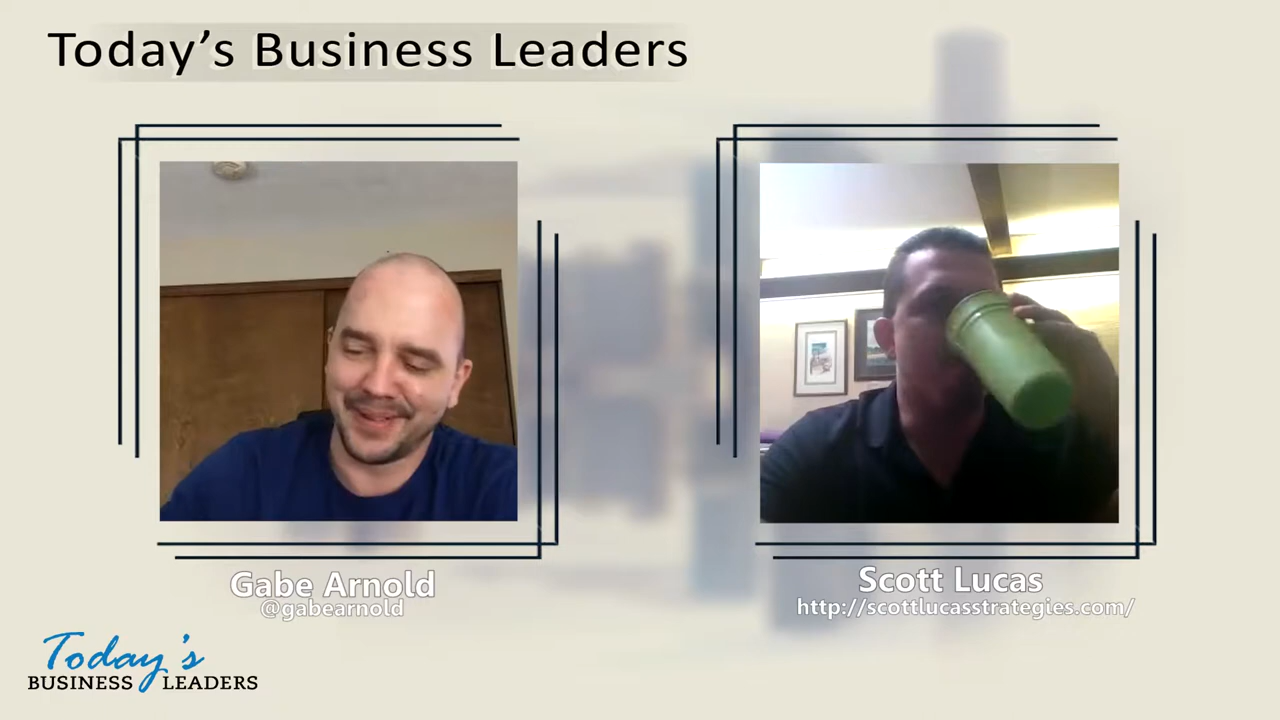 Today's Business Leaders
Gabe Arnold
@gabearnold
Scott Lucas
http://scottlucasstrategies.com/
Today's
BUSINESS LEADERS